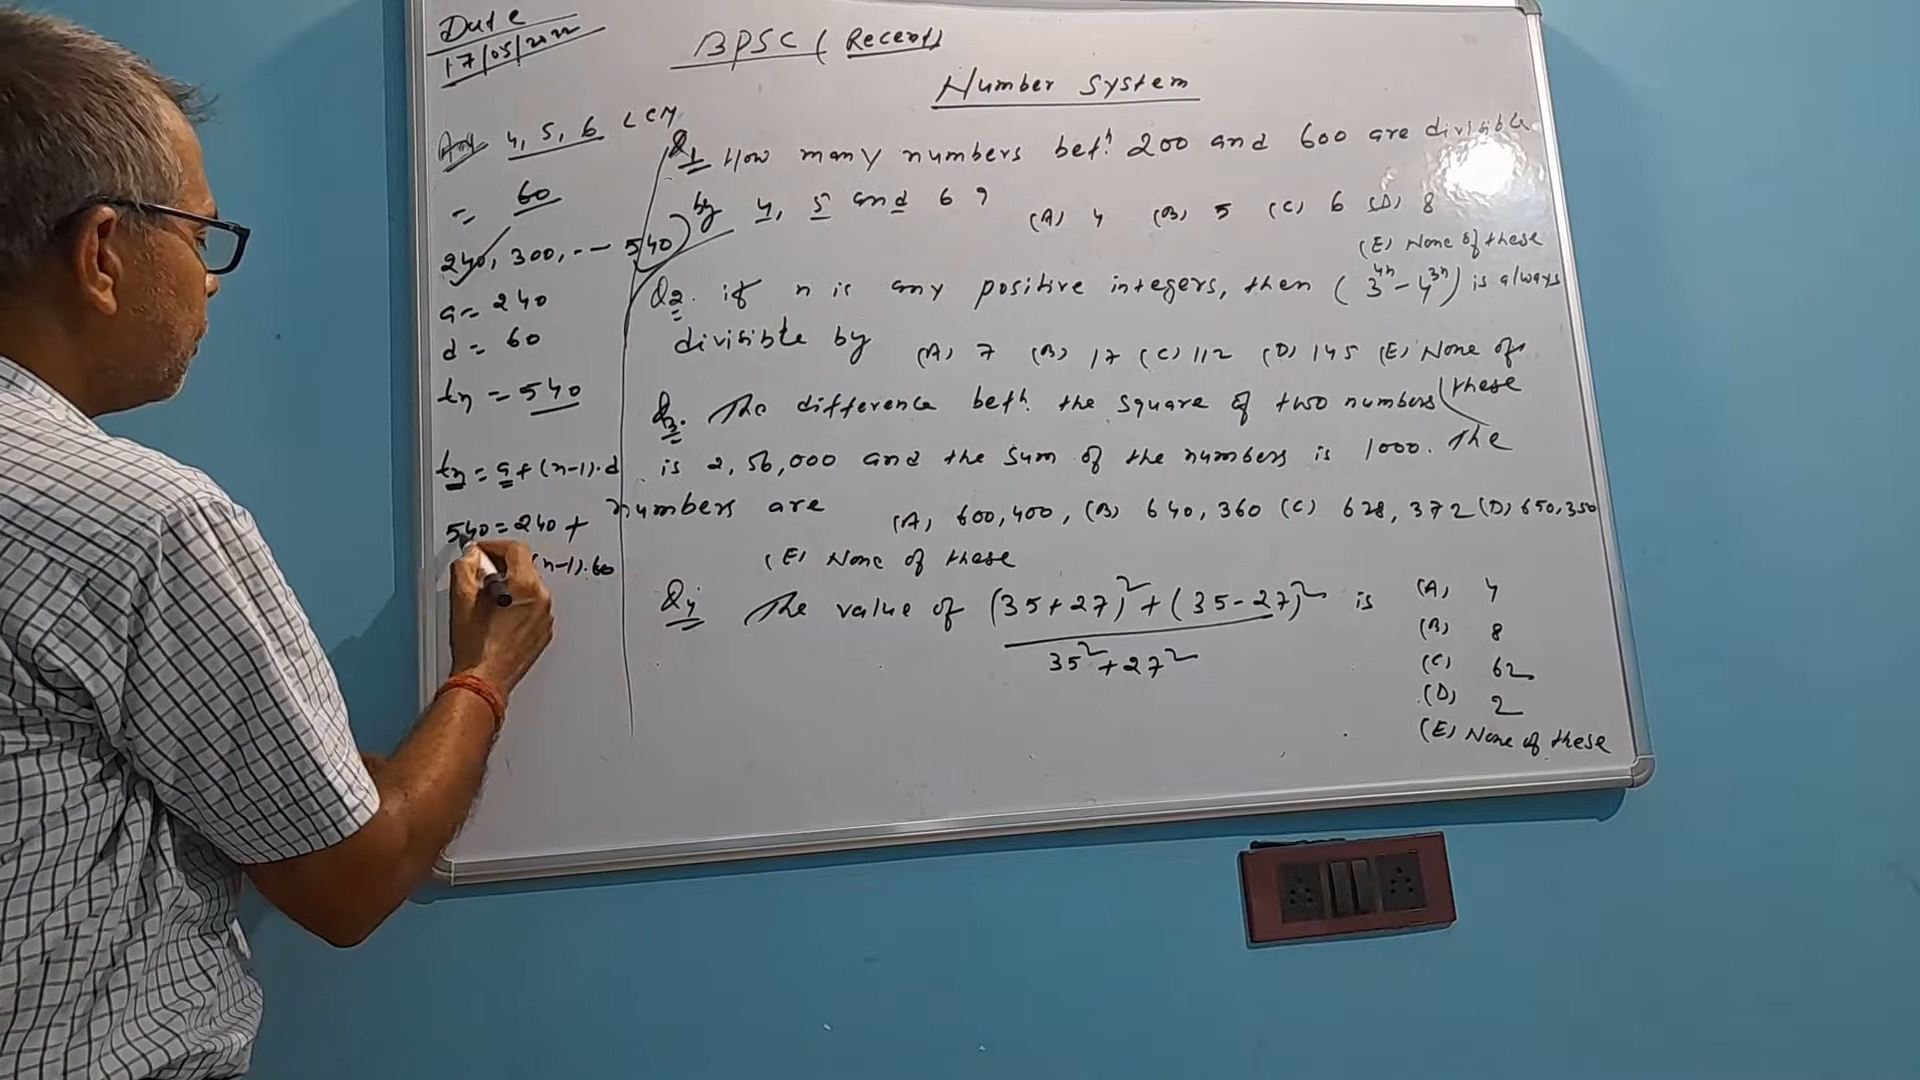 Date
17/05/2022
BPSC (Recent)
Number System
Ans 4, 5, 6 LCM
= 60
240, 300, -- 540
a = 240
d = 60
tn = 540
tn = a + (n-1).d
540 = 240 +
(n-1).60
Q1 How many numbers betn 200 and 600 are divisible
by 4, 5 and 6 ? (A) 4 (B) 5 (C) 6 (D) 8
(E) None of these
Q2. if n is any positive integers, then (3^4n - 4^3n) is always
divisible by (A) 7 (B) 17 (C) 112 (D) 145 (E) None of
these
Q3. The difference beth. the square of two numbers
is 2,56,000 and the sum of the numbers is 1000. The
numbers are (A) 600,400, (B) 640, 360 (C) 628, 372 (D) 650,350
(E) None of these
Q4 The value of (35+27)²+(35-27)² is
35²+27²
(A) 4
(B) 8
(C) 62
(D) 2
(E) None of these